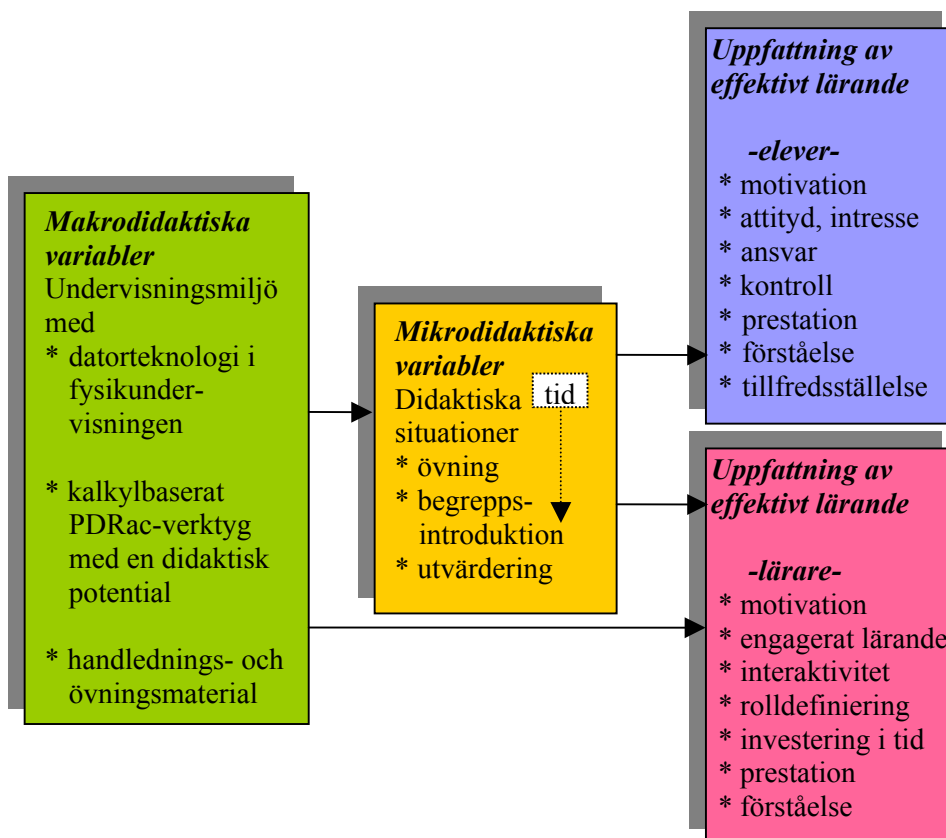 Makrodidaktiska
variabler
Undervisningsmiljö
med
* datorteknologi i
fysikunder-
visningen
* kalkylbaserat
PDRac-verktyg
med en didaktisk
potential
* handlednings- och
övningsmaterial
Mikrodidaktiska
variabler
Didaktiska
situationer
* övning
* begrepps-
introduktion
* utvärdering
tid
Uppfattning av
effektivt lärande
-elever-
* motivation
* attityd, intresse
* ansvar
* kontroll
* prestation
* förståelse
* tillfredsställelse
Uppfattning av
effektivt lärande
-lärare-
* motivation
* engagerat lärande
* interaktivitet
* rolldefiniering
* investering i tid
* prestation
* förståelse